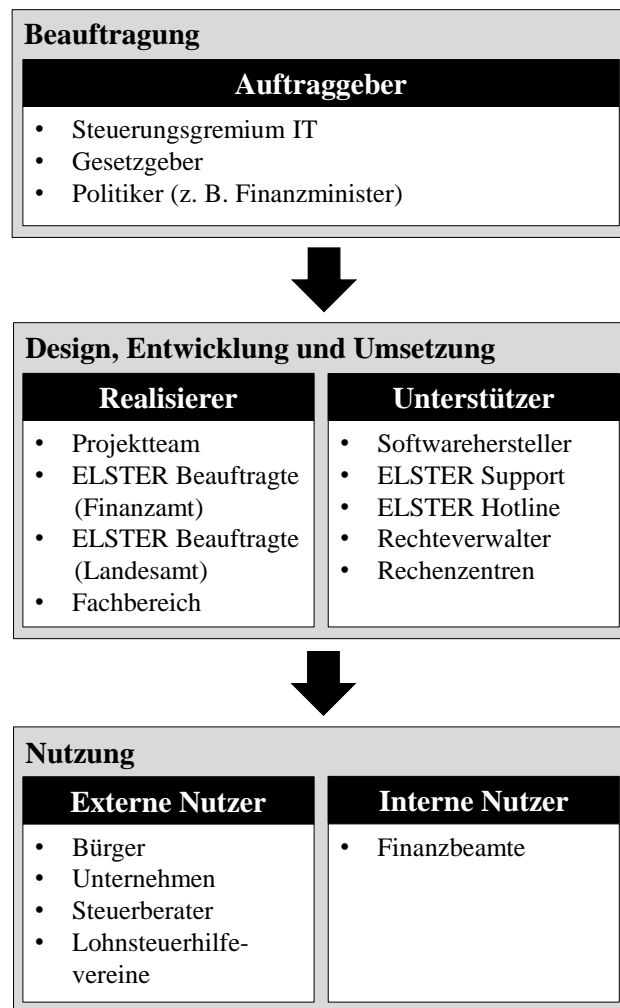 Beauftragung
Auftraggeber
• Steuerungsgremium IT
• Gesetzgeber
• Politiker (z. B. Finanzminister)
Design, Entwicklung und Umsetzung
Realisierer
• Projektteam
• ELSTER Beauftragte
(Finanzamt)
• ELSTER Beauftragte
(Landesamt)
• Fachbereich
Unterstützer
• Softwarehersteller
• ELSTER Support
• ELSTER Hotline
• Rechteverwalter
• Rechenzentren
Nutzung
Externe Nutzer
• Bürger
• Unternehmen
• Steuerberater
• Lohnsteuerhilfe-
vereine
Interne Nutzer
• Finanzbeamte